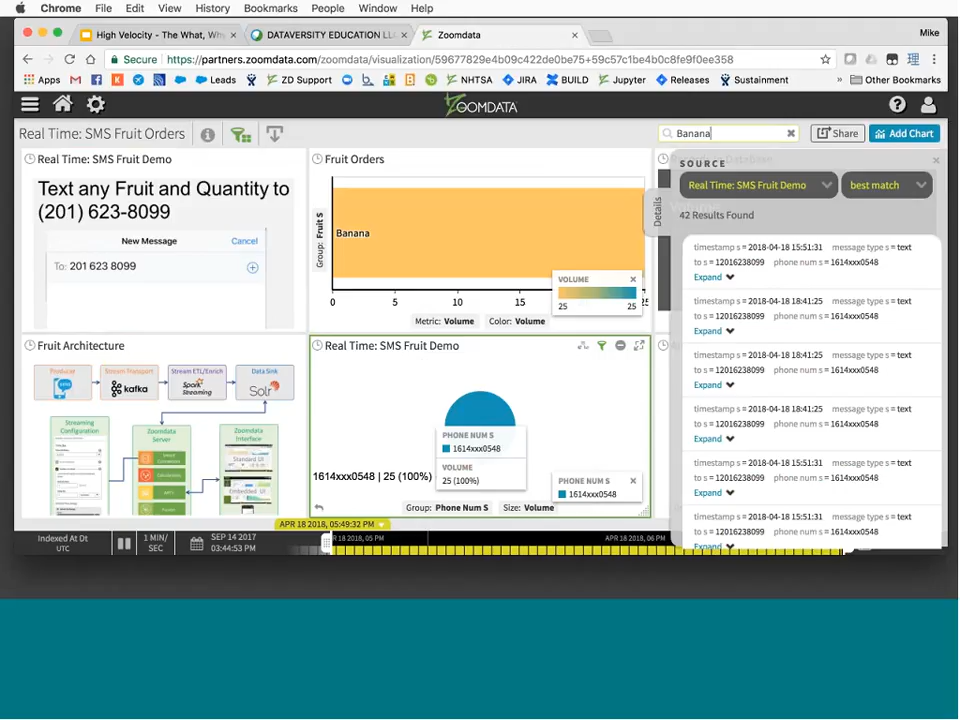 Chrome File Edit View History Bookmarks People Window Help
High Velocity - The What, Wh
DATAVERSITY EDUCATION LL
Zoomdata
Mike
Secure
https://partners.zoomdata.com/zoomdata/visualization/59677829e4b09c422de0be75+59c57c1be4b0c8fe9f0ee358
Apps
Leads
ZD Support
NHTSA
JIRA
BUILD
Jupyter
Releases
Sustainment
»
Other Bookmarks
ZOOMDATA
Real Time: SMS Fruit Orders
Banana
Share
Add Chart
Real Time: SMS Fruit Demo
Text any Fruit and Quantity to
(201) 623-8099
New Message
Cancel
To: 201 623 8099
Fruit Orders
Group: Fruit S
Banana
0 5 10 15
VOLUME
25 25
Metric: Volume Color: Volume
Details
SOURCE
Real Time: SMS Fruit Demo
best match
42 Results Found
timestamp s = 2018-04-18 15:51:31 message type s = text
to s = 12016238099 phone num s = 1614xxx0548
Expand
timestamp s = 2018-04-18 18:41:25 message type s = text
to s = 12016238099 phone num s = 1614xxx0548
Expand
timestamp s = 2018-04-18 18:41:25 message type s = text
to s = 12016238099 phone num s = 1614xxx0548
Expand
timestamp s = 2018-04-18 18:41:25 message type s = text
to s = 12016238099 phone num s = 1614xxx0548
Expand
timestamp s = 2018-04-18 15:51:31 message type s = text
to s = 12016238099 phone num s = 1614xxx0548
Expand
timestamp s = 2018-04-18 15:51:31 message type s = text
to s = 12016238099 phone num s = 1614xxx0548
Expand
Fruit Architecture
Producer
Stream Transport
kafka
Stream ETL/Enrich
Spark
Streaming
Data Sink
Solr
Streaming
Configuration
Zoomdata
Server
Zoomdata
Interface
Standard UI
Embedded UI
Real Time: SMS Fruit Demo
PHONE NUM S
1614xxx0548
VOLUME
25 (100%)
1614xxx0548 | 25 (100%)
PHONE NUM S
1614xxx0548
Group: Phone Num S Size: Volume
APR 18 2018, 05:49:32 PM
Indexed At Dt
UTC
1 MIN/
SEC
SEP 14 2017
03:44:53 PM
R 18 2018, 05 PM
APR 18 2018, 06 PM